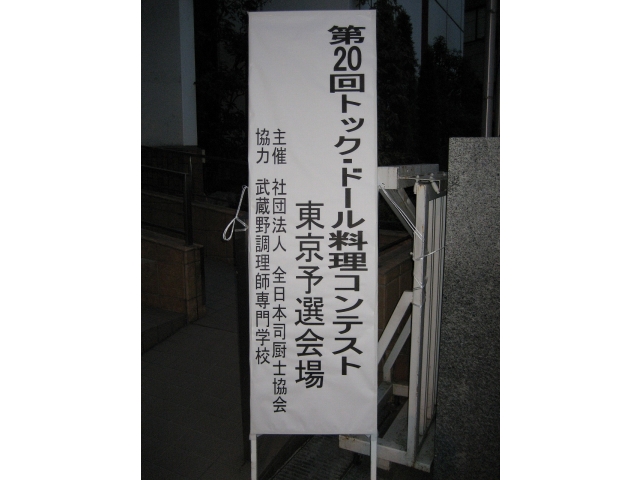 第20回トック・ドール料理コンテスト
東京予選会場
主催 社団法人 全日本司厨士協会
協力 武蔵野調理師専門学校